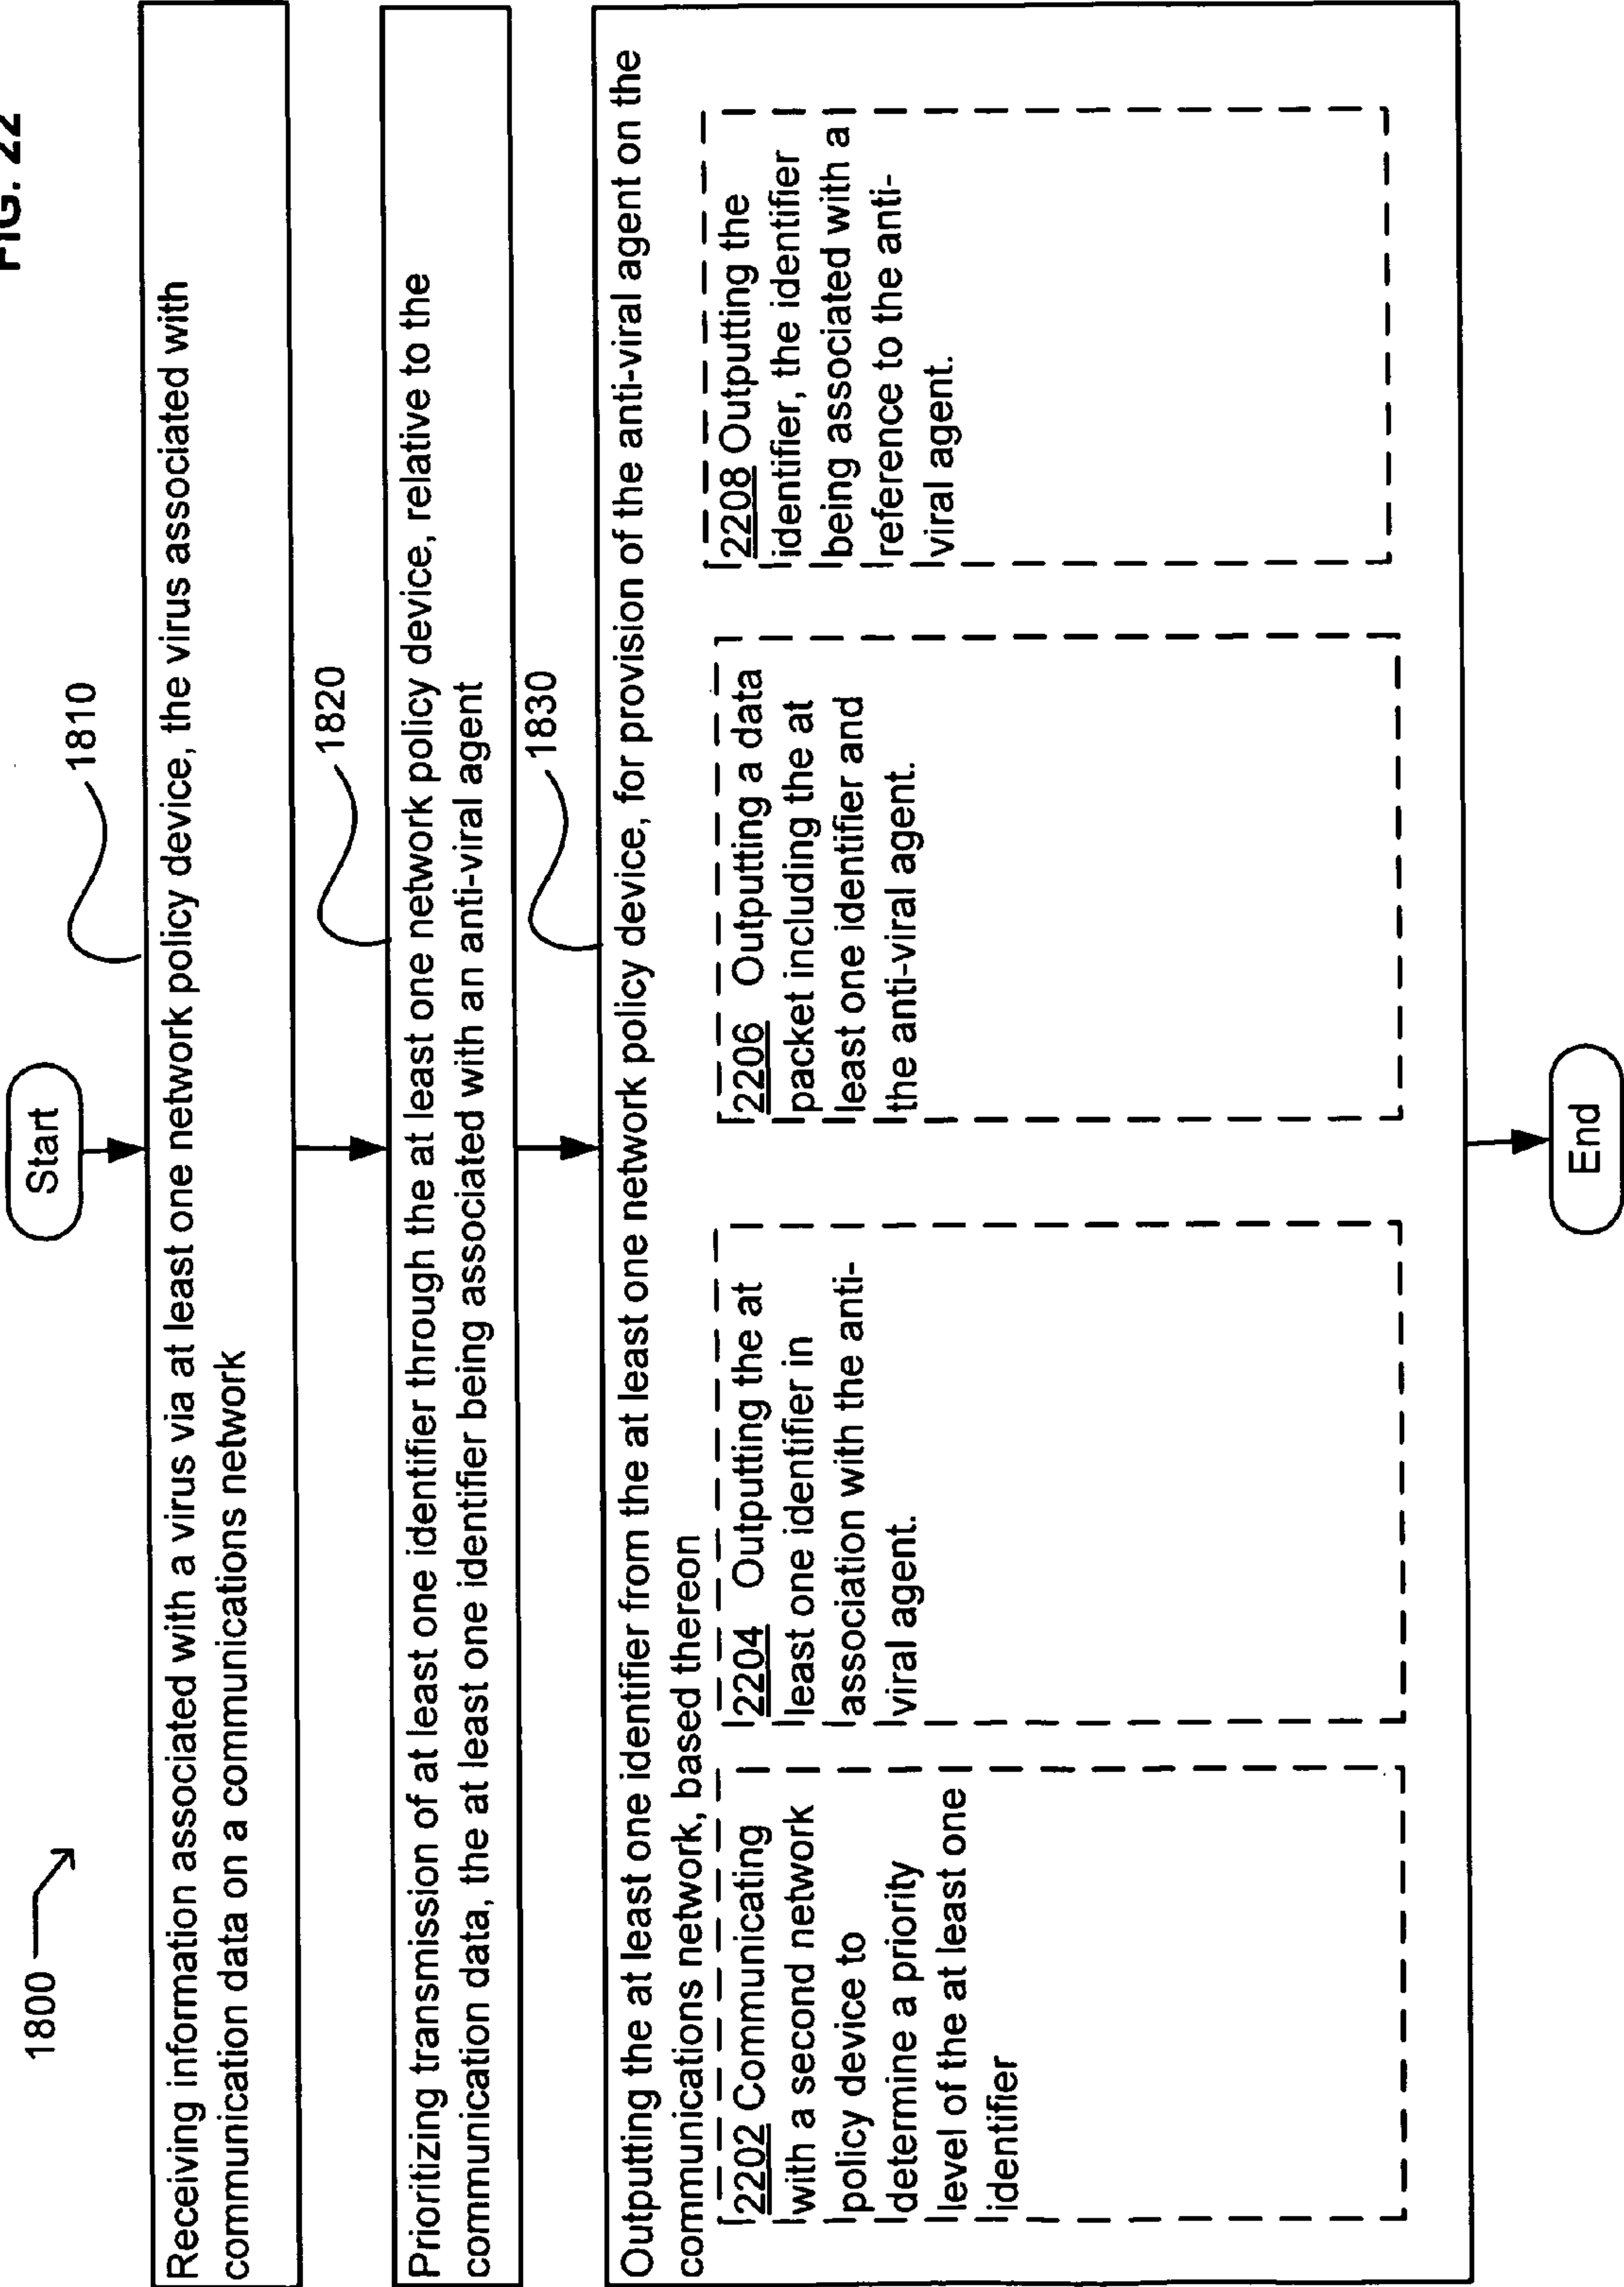 FIG. 22
1800
Start
1810
Receiving information associated with a virus via at least one network policy device, the virus associated with
communication data on a communications network
1820
Prioritizing transmission of at least one identifier through the at least one network policy device, relative to the
communication data, the at least one identifier being associated with an anti-viral agent
1830
Outputting the at least one identifier from the at least one network policy device, for provision of the anti-viral agent on the
communications network, based thereon
2202 Communicating
with a second network
policy device to
determine a priority
level of the at least one
identifier
2204 Outputting the at
least one identifier in
association with the anti-
viral agent.
2206 Outputting a data
packet including the at
least one identifier and
the anti-viral agent.
2208 Outputting the
identifier, the identifier
being associated with a
reference to the anti-
viral agent.
End